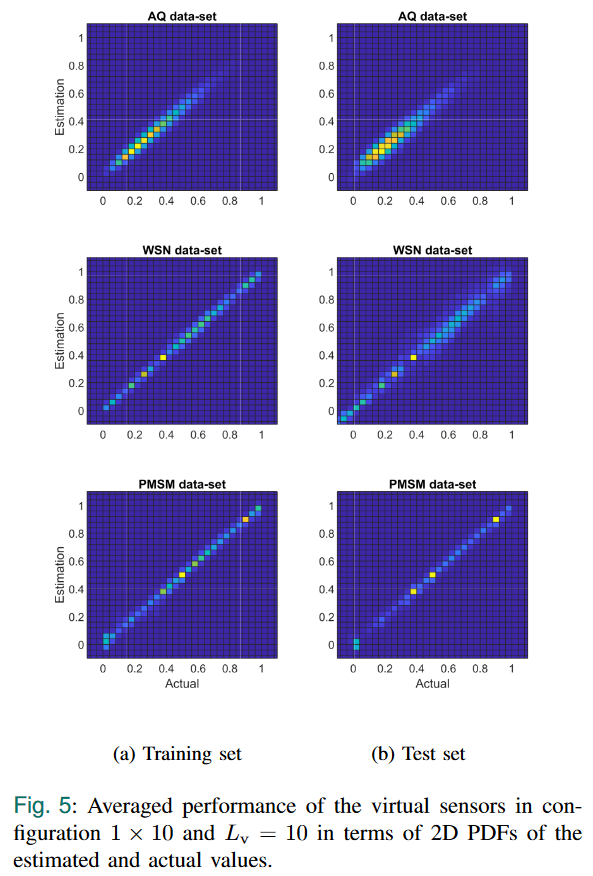 AQ data-set
AQ data-set
1
0.8
0.6
0.4
0.2
0
Estimation
0 0.2 0.4 0.6 0.8 1
1
0.8
0.6
0.4
0.2
0
0 0.2 0.4 0.6 0.8 1
WSN data-set
WSN data-set
1
0.8
0.6
0.4
0.2
0
Estimation
0 0.2 0.4 0.6 0.8 1
1
0.8
0.6
0.4
0.2
0
0 0.2 0.4 0.6 0.8 1
PMSM data-set
PMSM data-set
1
0.8
0.6
0.4
0.2
0
Estimation
0 0.2 0.4 0.6 0.8 1
Actual
1
0.8
0.6
0.4
0.2
0
0 0.2 0.4 0.6 0.8 1
Actual
(a) Training set
(b) Test set
Fig. 5: Averaged performance of the virtual sensors in con-
figuration 1 × 10 and L_v = 10 in terms of 2D PDFs of the
estimated and actual values.